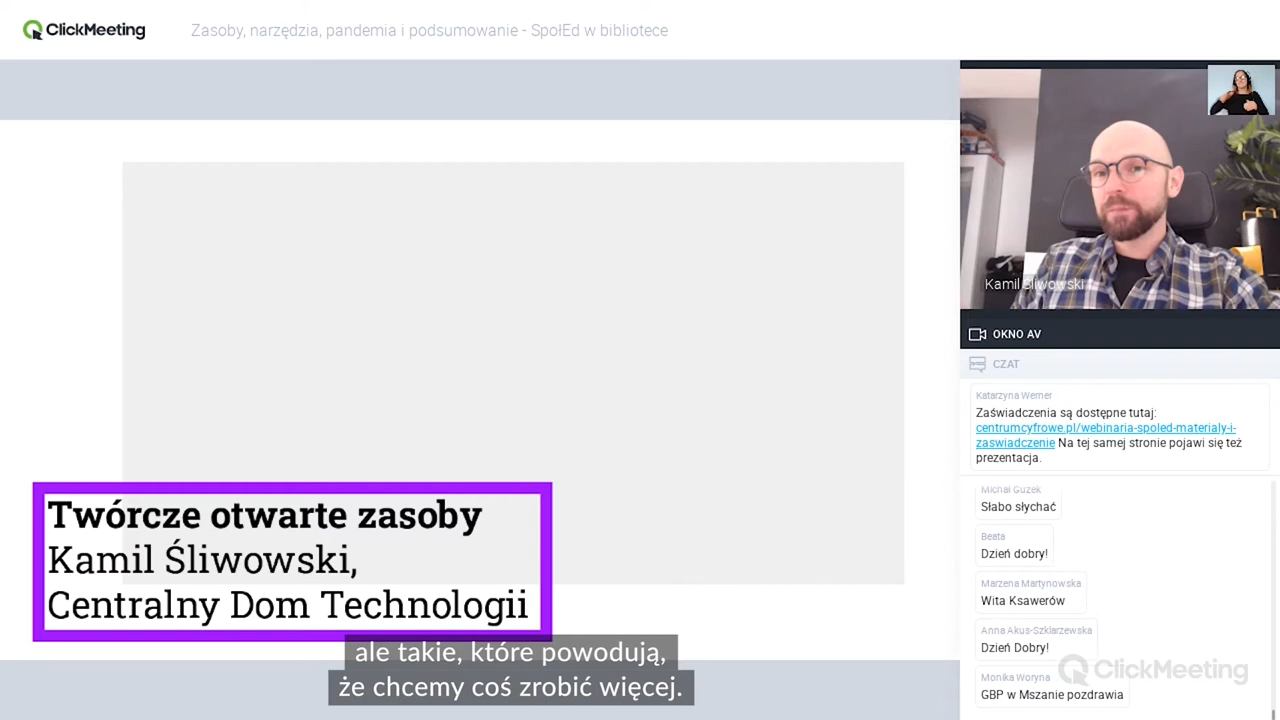 ClickMeeting
Zasoby, narzędzia, pandemia i podsumowanie - SpołEd w bibliotece
Kamil Śliwowski
OKNO AV
CZAT
Katarzyna Werner
Zaświadczenia są dostępne tutaj:
centrumcyfrowe.pl/webinaria-spoled-materialy-i-
zaswiadczenie Na tej samej stronie pojawi się też
prezentacja.
Michał Guzek
Słabo słychać
Beata
Dzień dobry!
Marzena Martynowska
Wita Ksawerów
Anna Akus-Szklarzewska
Dzień Dobry!
Monika Woryna
GBP w Mszanie pozdrawia
ClickMeeting
Twórcze otwarte zasoby
Kamil Śliwowski,
Centralny Dom Technologii
ale takie, które powodują,
że chcemy coś zrobić więcej.